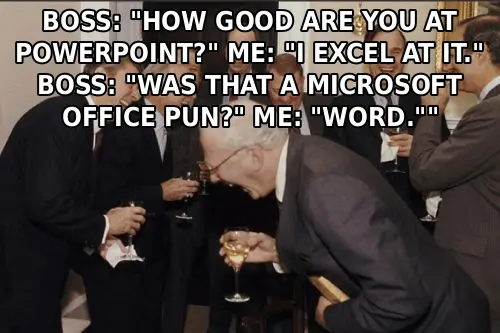 BOSS: "HOW GOOD ARE YOU AT
POWERPOINT?" ME: "I EXCEL AT IT."
BOSS: "WAS THAT A MICROSOFT
OFFICE PUN?" ME: "WORD.""